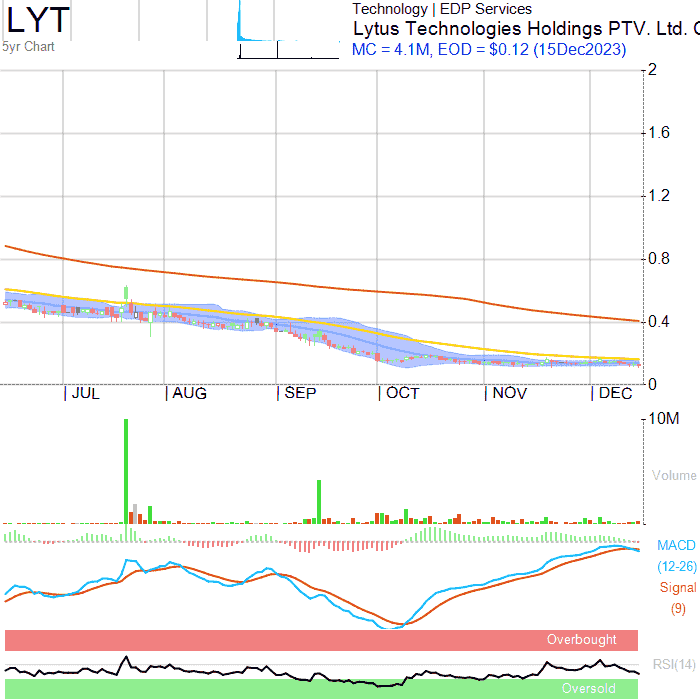 LYT
5yr Chart
Technology | EDP Services
Lytus Technologies Holdings PTV. Ltd.
MC = 4.1M, EOD = $0.12 (15Dec2023)
2
1.6
1.2
0.8
0.4
0
JUL AUG SEP OCT NOV DEC
10M
Volume
MACD
(12-26)
Signal
(9)
Overbought
RSI(14)
Oversold